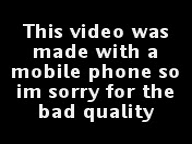 This video was
made with a
mobile phone so
im sorry for the
bad quality